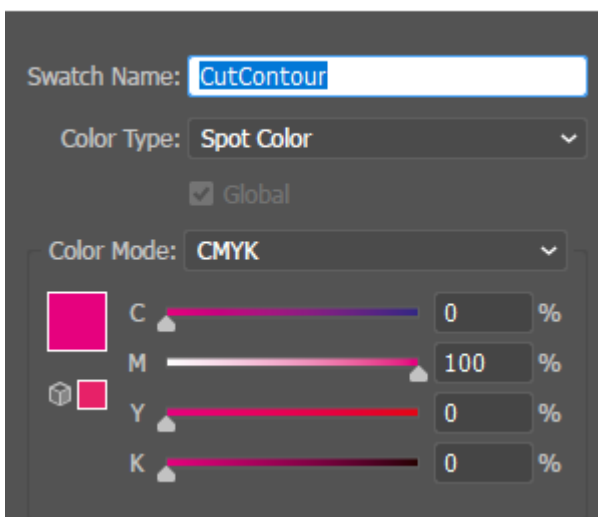 Swatch Name: CutContour
Color Type: Spot Color
Global
Color Mode: CMYK
C 0 %
M 100 %
Y 0 %
K 0 %